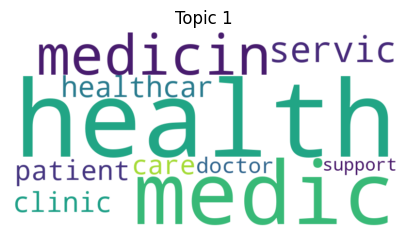 Topic 1
medicin servic
healthcar
health
patient care doctor support
clinic medic